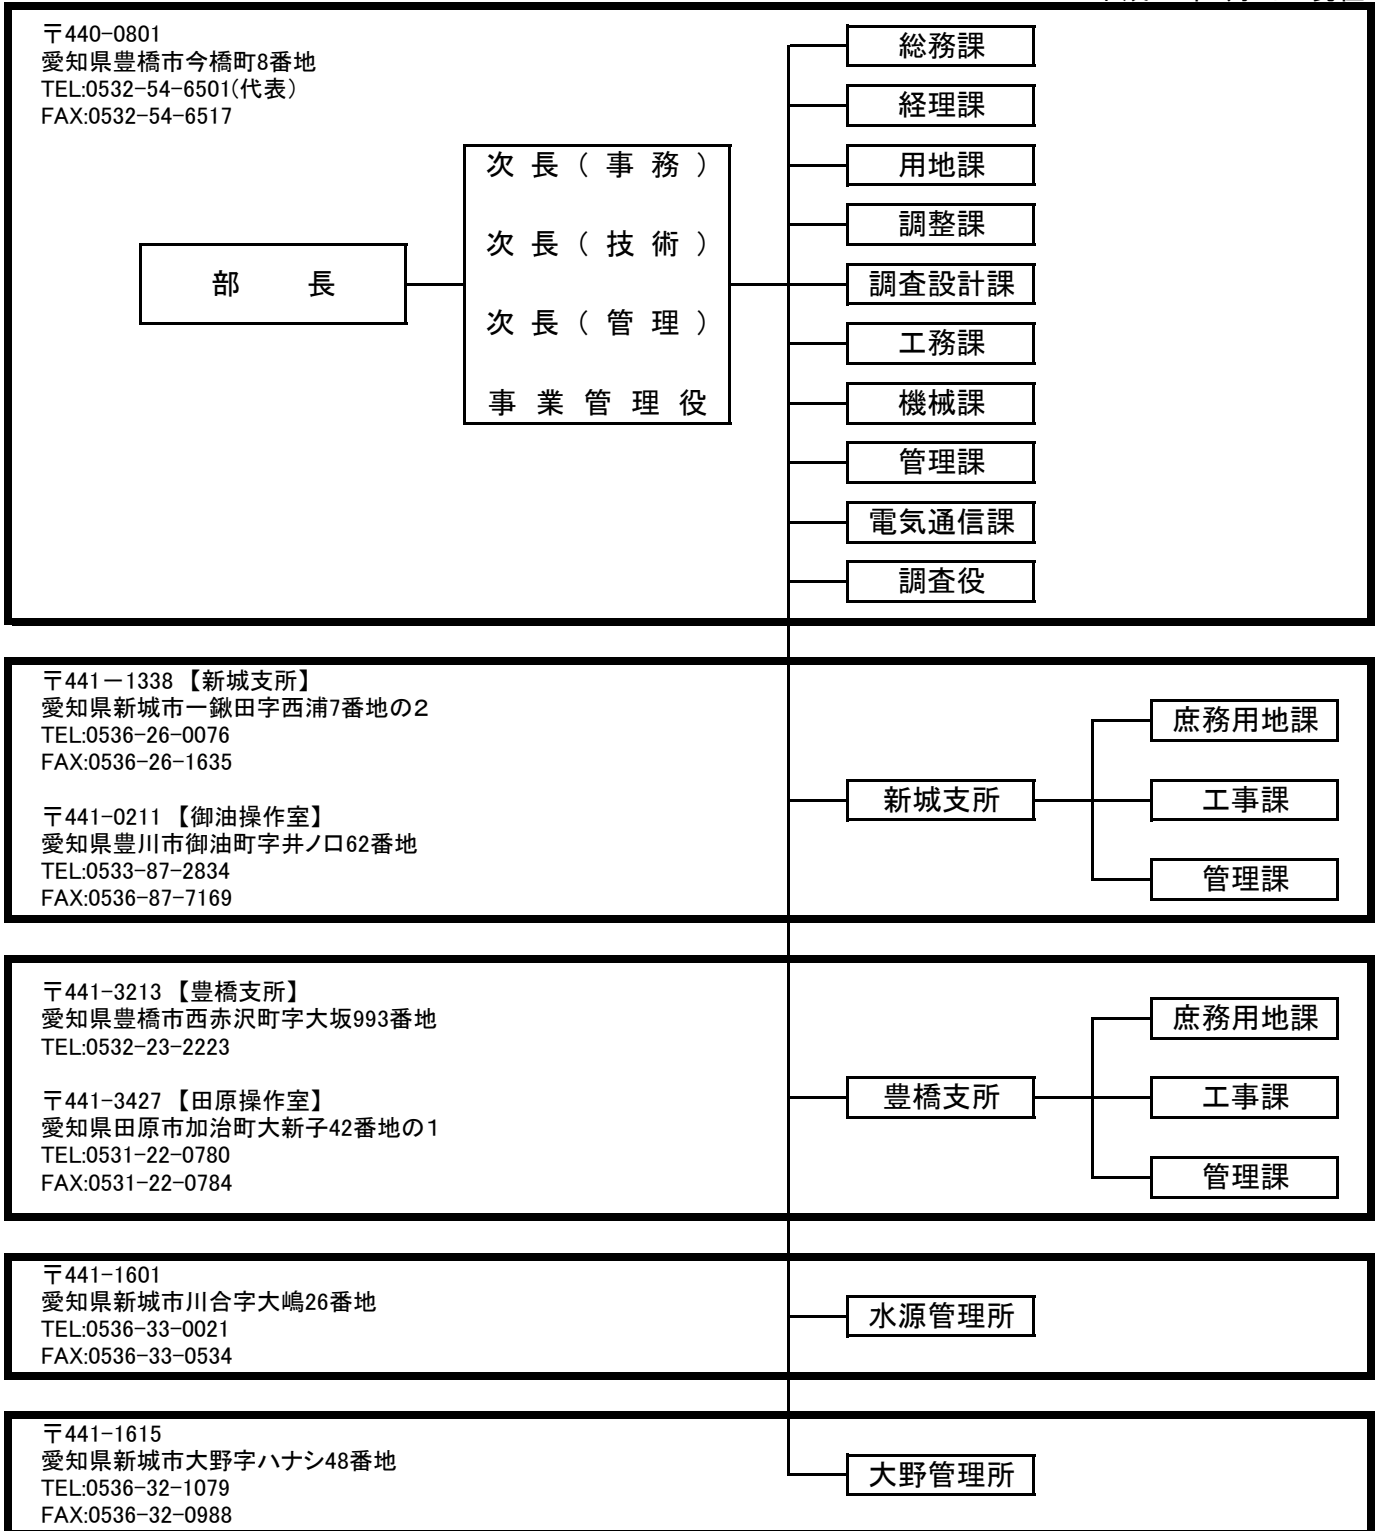 〒440-0801
愛知県豊橋市今橋町8番地
TEL:0532-54-6501(代表)
FAX:0532-54-6517
部　長
次長(事務)
次長(技術)
次長(管理)
事業管理役
総務課
経理課
用地課
調整課
調査設計課
工務課
機械課
管理課
電気通信課
調査役
〒441－1338 【新城支所】
愛知県新城市一鍬田字西浦7番地の２
TEL:0536-26-0076
FAX:0536-26-1635
〒441-0211 【御油操作室】
愛知県豊川市御油町字井ノ口62番地
TEL:0533-87-2834
FAX:0536-87-7169
新城支所
庶務用地課
工事課
管理課
〒441-3213 【豊橋支所】
愛知県豊橋市西赤沢町字大坂993番地
TEL:0532-23-2223
〒441-3427 【田原操作室】
愛知県田原市加治町大新子42番地の１
TEL:0531-22-0780
FAX:0531-22-0784
豊橋支所
庶務用地課
工事課
管理課
〒441-1601
愛知県新城市川合字大嶋26番地
TEL:0536-33-0021
FAX:0536-33-0534
水源管理所
〒441-1615
愛知県新城市大野字ハナシ48番地
TEL:0536-32-1079
FAX:0536-32-0988
大野管理所